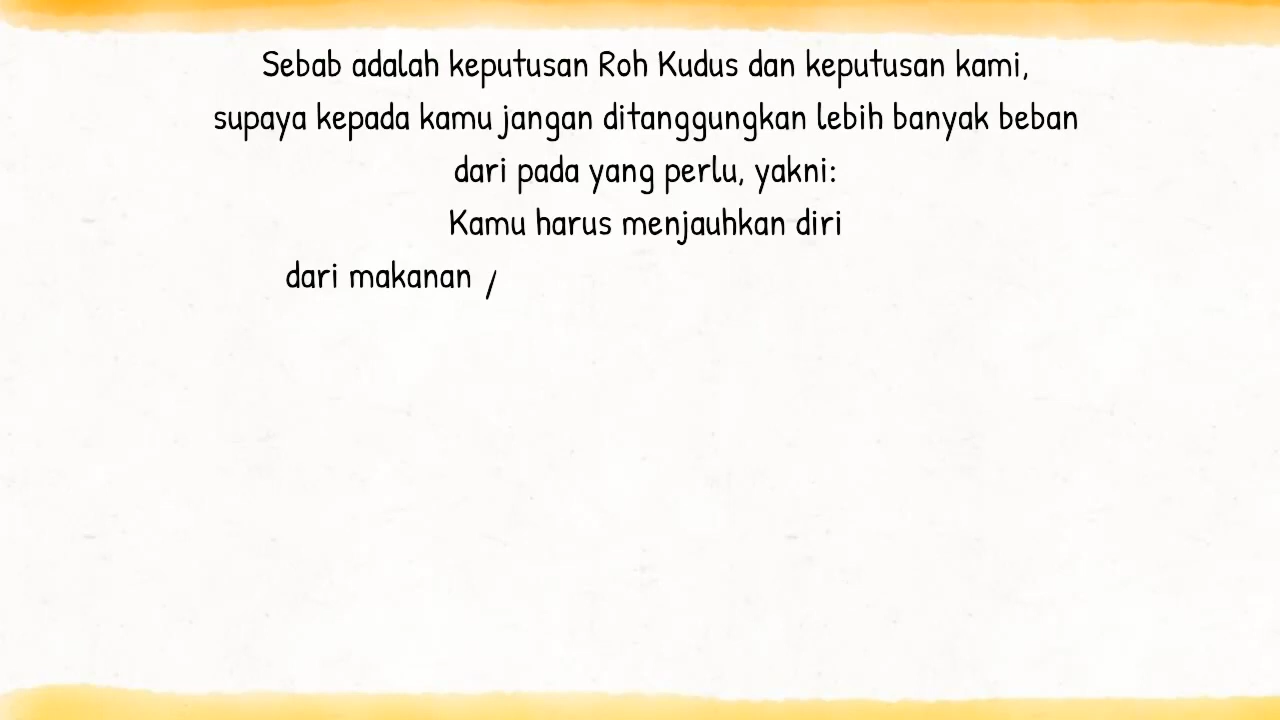 Sebab adalah keputusan Roh Kudus dan keputusan kami,
supaya kepada kamu jangan ditanggungkan lebih banyak beban
dari pada yang perlu, yakni:
Kamu harus menjauhkan diri
dari makanan